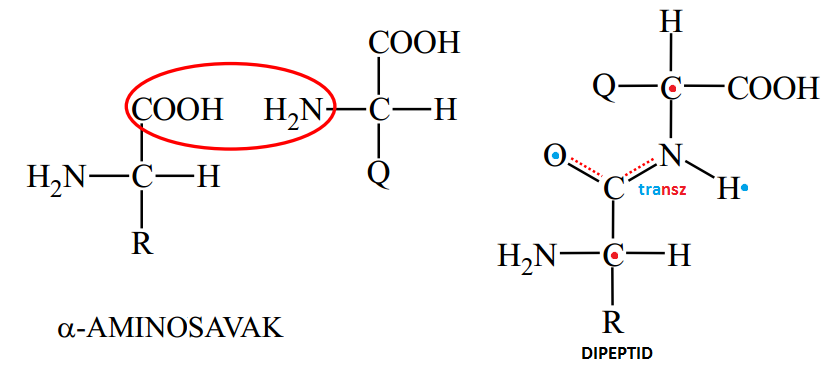 COOH
COOH H₂N—C—H
H₂N—C—H
Q
R
α-AMINOSAVAK
H
Q—C—COOH
O N
C transz H
H₂N—C—H
R
DIPEPTID